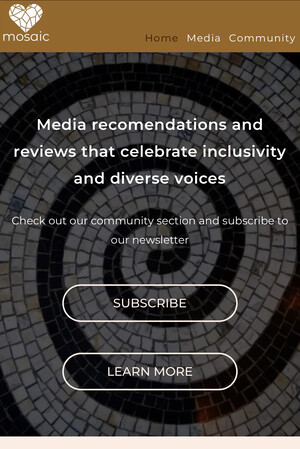 mosaic
Home Media Community
Media recomendations and
reviews that celebrate inclusivity
and diverse voices
Check out our community section and subscribe to
our newsletter
SUBSCRIBE
LEARN MORE